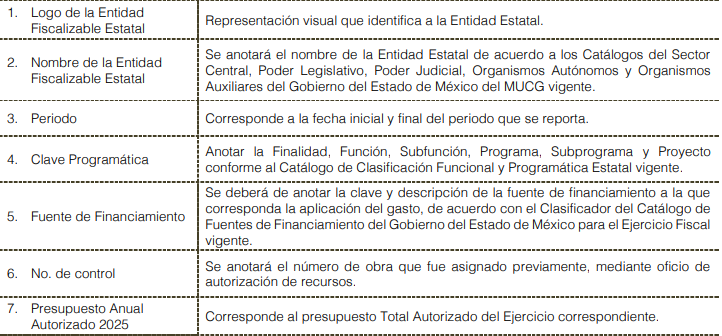 1. Logo de la Entidad
Fiscalizable Estatal
Representación visual que identifica a la Entidad Estatal.
2. Nombre de la Entidad
Fiscalizable Estatal
Se anotará el nombre de la Entidad Estatal de acuerdo a los Catálogos del Sector
Central, Poder Legislativo, Poder Judicial, Organismos Autónomos y Organismos
Auxiliares del Gobierno del Estado de México del MUCG vigente.
3. Periodo
Corresponde a la fecha inicial y final del periodo que se reporta.
4. Clave Programática
Anotar la Finalidad, Función, Subfunción, Programa, Subprograma y Proyecto
conforme al Catálogo de Clasificación Funcional y Programática Estatal vigente.
5. Fuente de Financiamiento
Se deberá de anotar la clave y descripción de la fuente de financiamiento a la que
corresponda la aplicación del gasto, de acuerdo con el Clasificador del Catálogo de
Fuentes de Financiamiento del Gobierno del Estado de México para el Ejercicio Fiscal
vigente.
6. No. de control
Se anotará el número de obra que fue asignado previamente, mediante oficio de
autorización de recursos.
7. Presupuesto Anual
Autorizado 2025
Corresponde al presupuesto Total Autorizado del Ejercicio correspondiente.